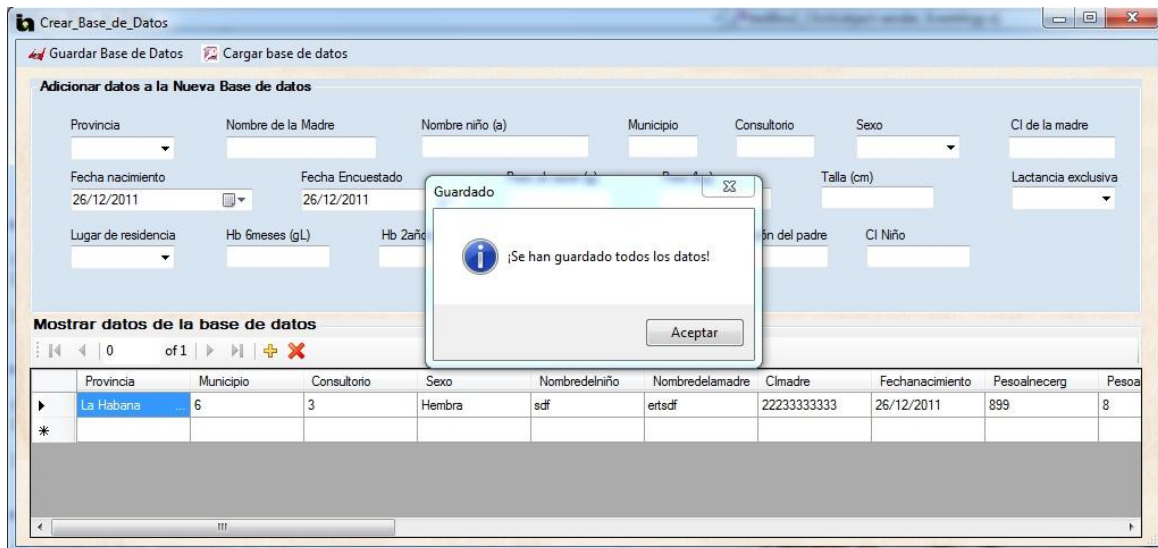 Crear_Base_de_Datos
Guardar Base de Datos Cargar base de datos
Adicionar datos a la Nueva Base de datos
Provincia Nombre de la Madre Nombre niño (a) Municipio Consultorio Sexo CI de la madre
Fecha nacimiento Fecha Encuestado Talla (cm) Lactancia exclusiva
26/12/2011 26/12/2011
Lugar de residencia Hb 6meses (gL) Hb 2año ón del padre CI Niño
Guardado
¡Se han guardado todos los datos!
Aceptar
Mostrar datos de la base de datos
0 of 1
Provincia Municipio Consultorio Sexo Nombredelniño Nombredelamadre CImadre Fechanacimiento Pesoalnecerg Pesoa
La Habana ... 6 3 Hembra sdf ertsdf 22233333333 26/12/2011 899 8